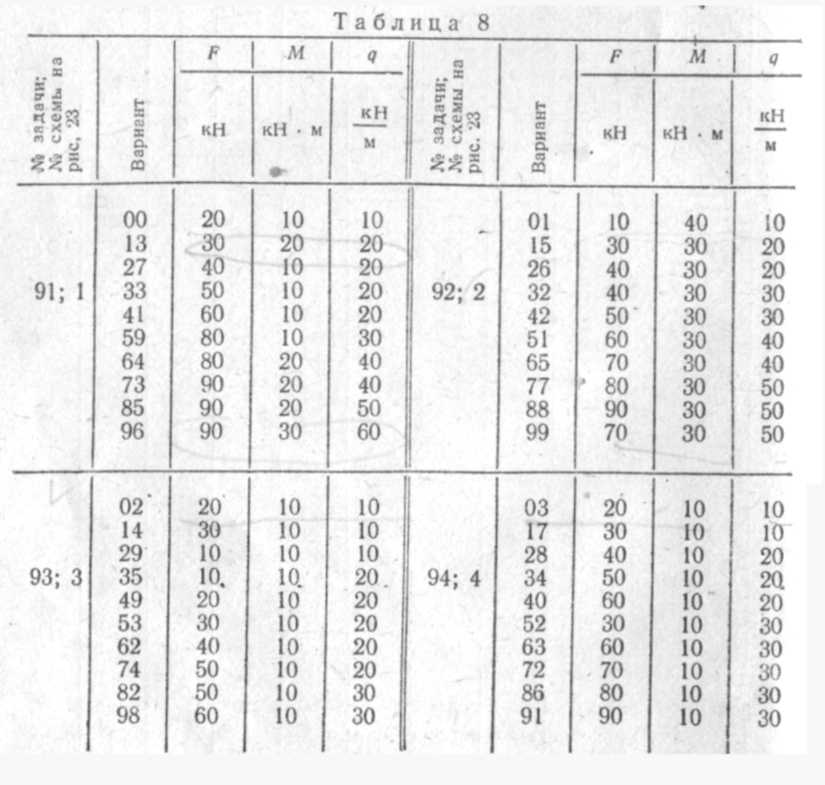 Таблица 8
№ задачи; № схемы на рис. 23 | Вариант | F | M | q | № задачи; № схемы на рис. 23 | Вариант | F | M | q
кН | кН · м | кН/м | кН | кН · м | кН/м
00 20 10 10 01 10 40 10
13 30 20 20 15 30 30 20
27 40 10 20 26 40 30 20
91; 1 33 50 10 20 92; 2 32 40 30 30
41 60 10 20 42 50 30 30
59 80 10 30 51 60 30 40
64 80 20 40 65 70 30 40
73 90 20 40 77 80 30 50
85 90 20 50 88 90 30 50
96 90 30 60 99 70 30 50
02 20 10 10 03 20 10 10
14 30 10 10 17 30 10 10
29 10 10 10 28 40 10 20
93; 3 35 10 10 20 94; 4 34 50 10 20
49 20 10 20 40 60 10 20
53 30 10 20 52 30 10 30
62 40 10 20 63 60 10 30
74 50 10 20 72 70 10 30
82 50 10 30 86 80 10 30
98 60 10 30 91 90 10 30